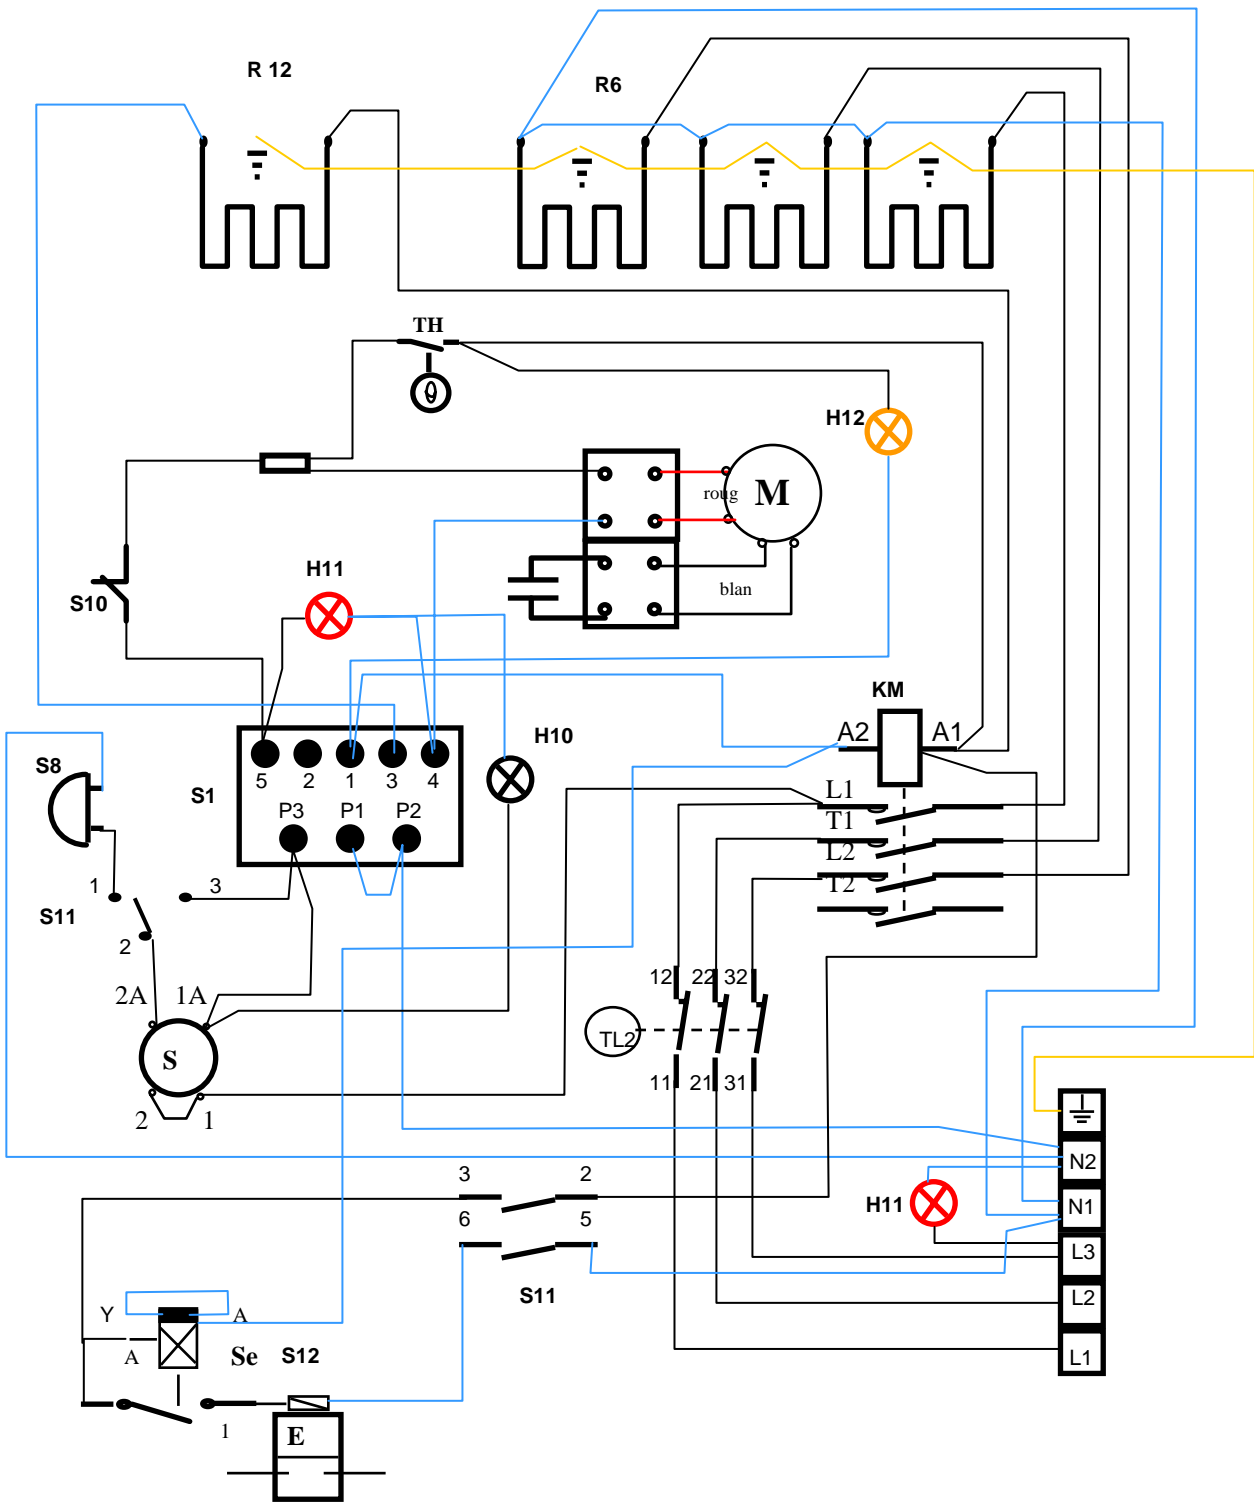 R 12
R6
TH
H12
M
roug
blan
H11
S10
KM
A2
A1
H10
S8
S1
5
2
1
3
4
P3
P1
P2
L1
T1
L2
T2
1
3
S11
2
2A
1A
12
22
32
TL2
S
11
21
31
2
1
N2
3
2
H11
N1
6
5
L3
S11
L2
Y
A
A
Se
S12
L1
1
E